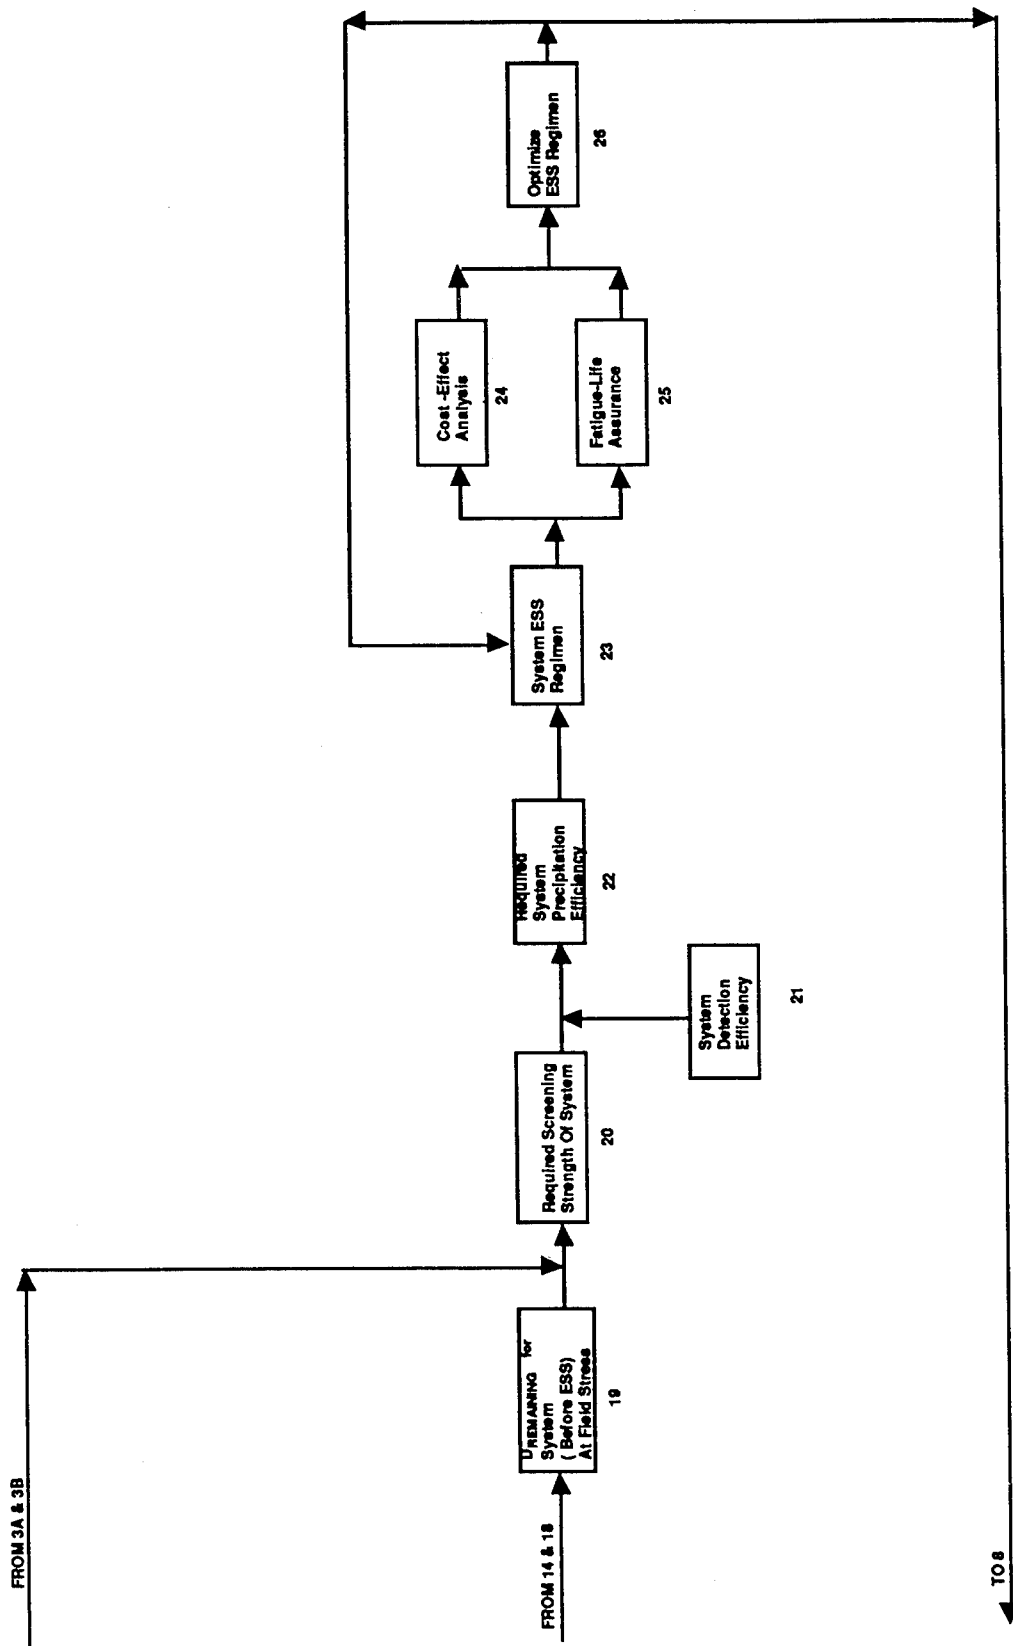 FROM 3A & 3B
FROM 14 & 18
DREMAINING for
System
( Before ESS)
At Field Stress
19
Required Screening
Strength Of System
20
System
Detection
Efficiency
21
Required
System
Precipitation
Efficiency
22
System ESS
Regimen
23
Cost -Effect
Analysis
24
Fatigue-Life
Assurance
25
Optimize
ESS Regimen
26
TO 8